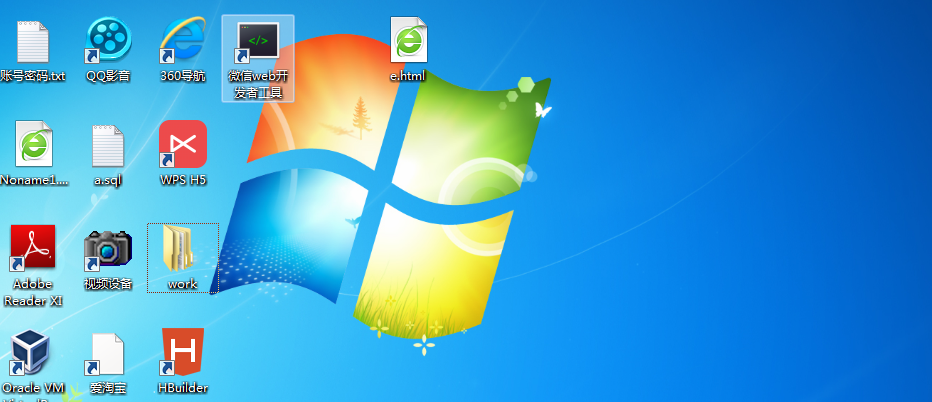 账号密码.txt
QQ影音
360导航
微信web开
发者工具
e.html
Noname1....
a.sql
WPS H5
Adobe
Reader XI
视频设备
work
Oracle VM
爱淘宝
HBuilder